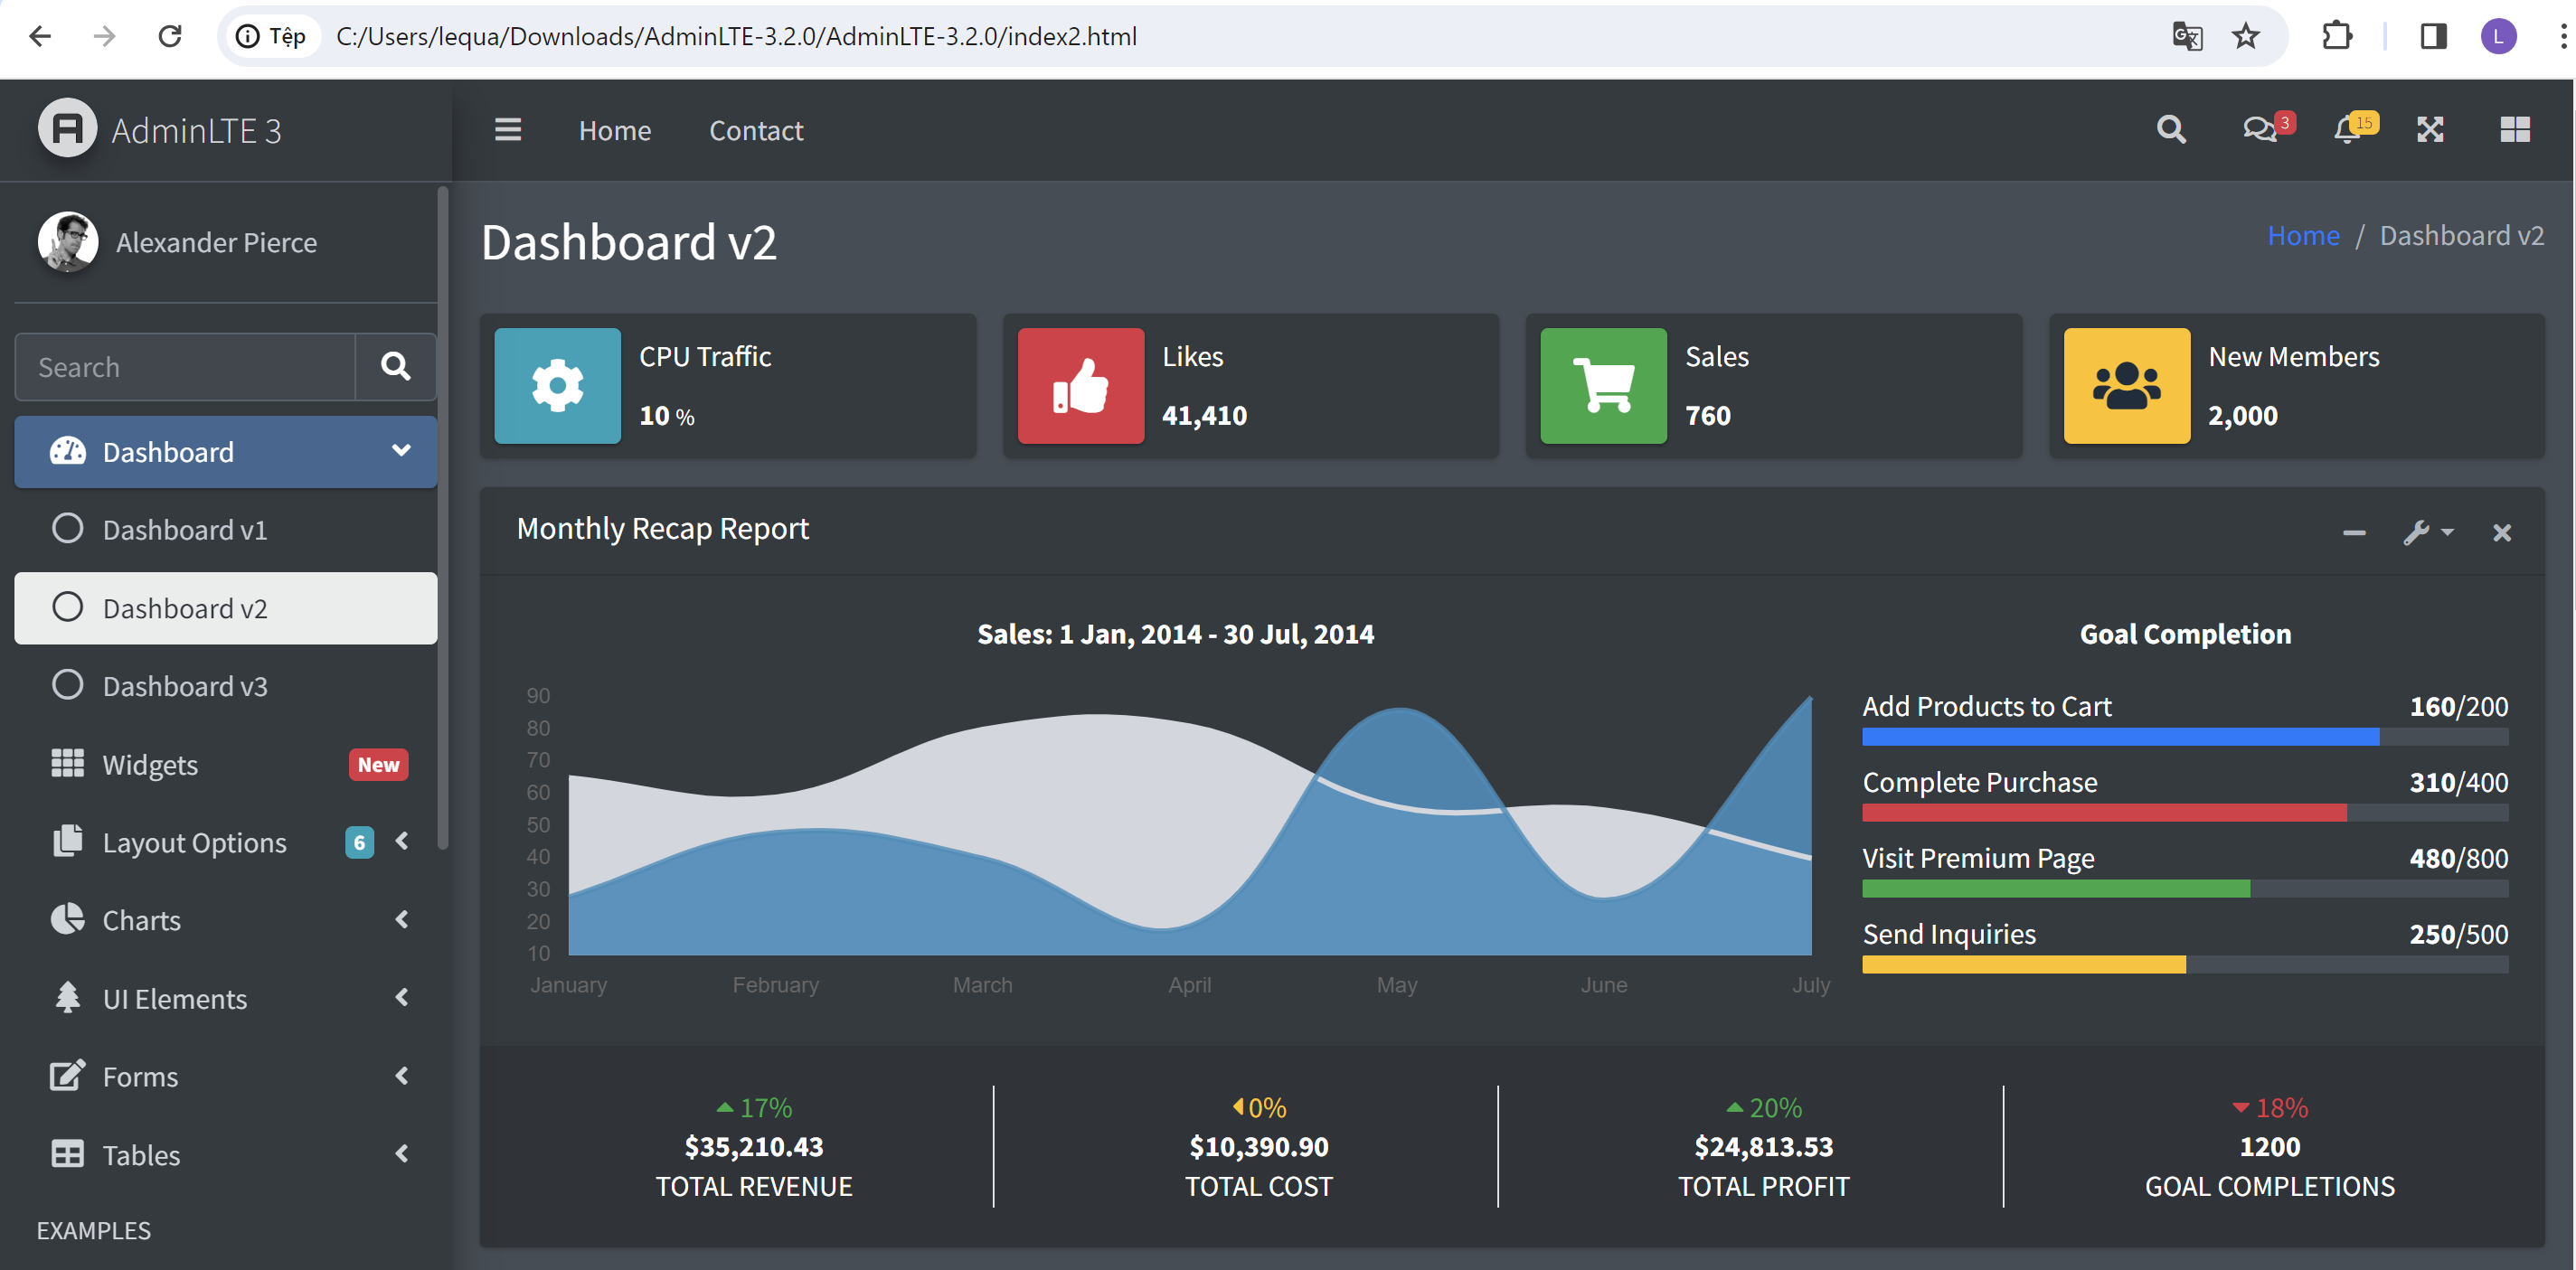 Tệp C:/Users/lequa/Downloads/AdminLTE-3.2.0/AdminLTE-3.2.0/index2.html
L
AdminLTE 3
Home Contact
3
15
Alexander Pierce
Search
Dashboard
Dashboard v1
Dashboard v2
Dashboard v3
Widgets New
Layout Options 6
Charts
UI Elements
Forms
Tables
EXAMPLES
Dashboard v2
Home / Dashboard v2
CPU Traffic
10 %
Likes
41,410
Sales
760
New Members
2,000
Monthly Recap Report
Sales: 1 Jan, 2014 - 30 Jul, 2014
90
80
70
60
50
40
30
20
10
January February March April May June July
Goal Completion
Add Products to Cart 160/200
Complete Purchase 310/400
Visit Premium Page 480/800
Send Inquiries 250/500
17%
$35,210.43
TOTAL REVENUE
0%
$10,390.90
TOTAL COST
20%
$24,813.53
TOTAL PROFIT
18%
1200
GOAL COMPLETIONS